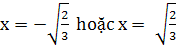 x = −√(2/3) hoặc x = √(2/3)